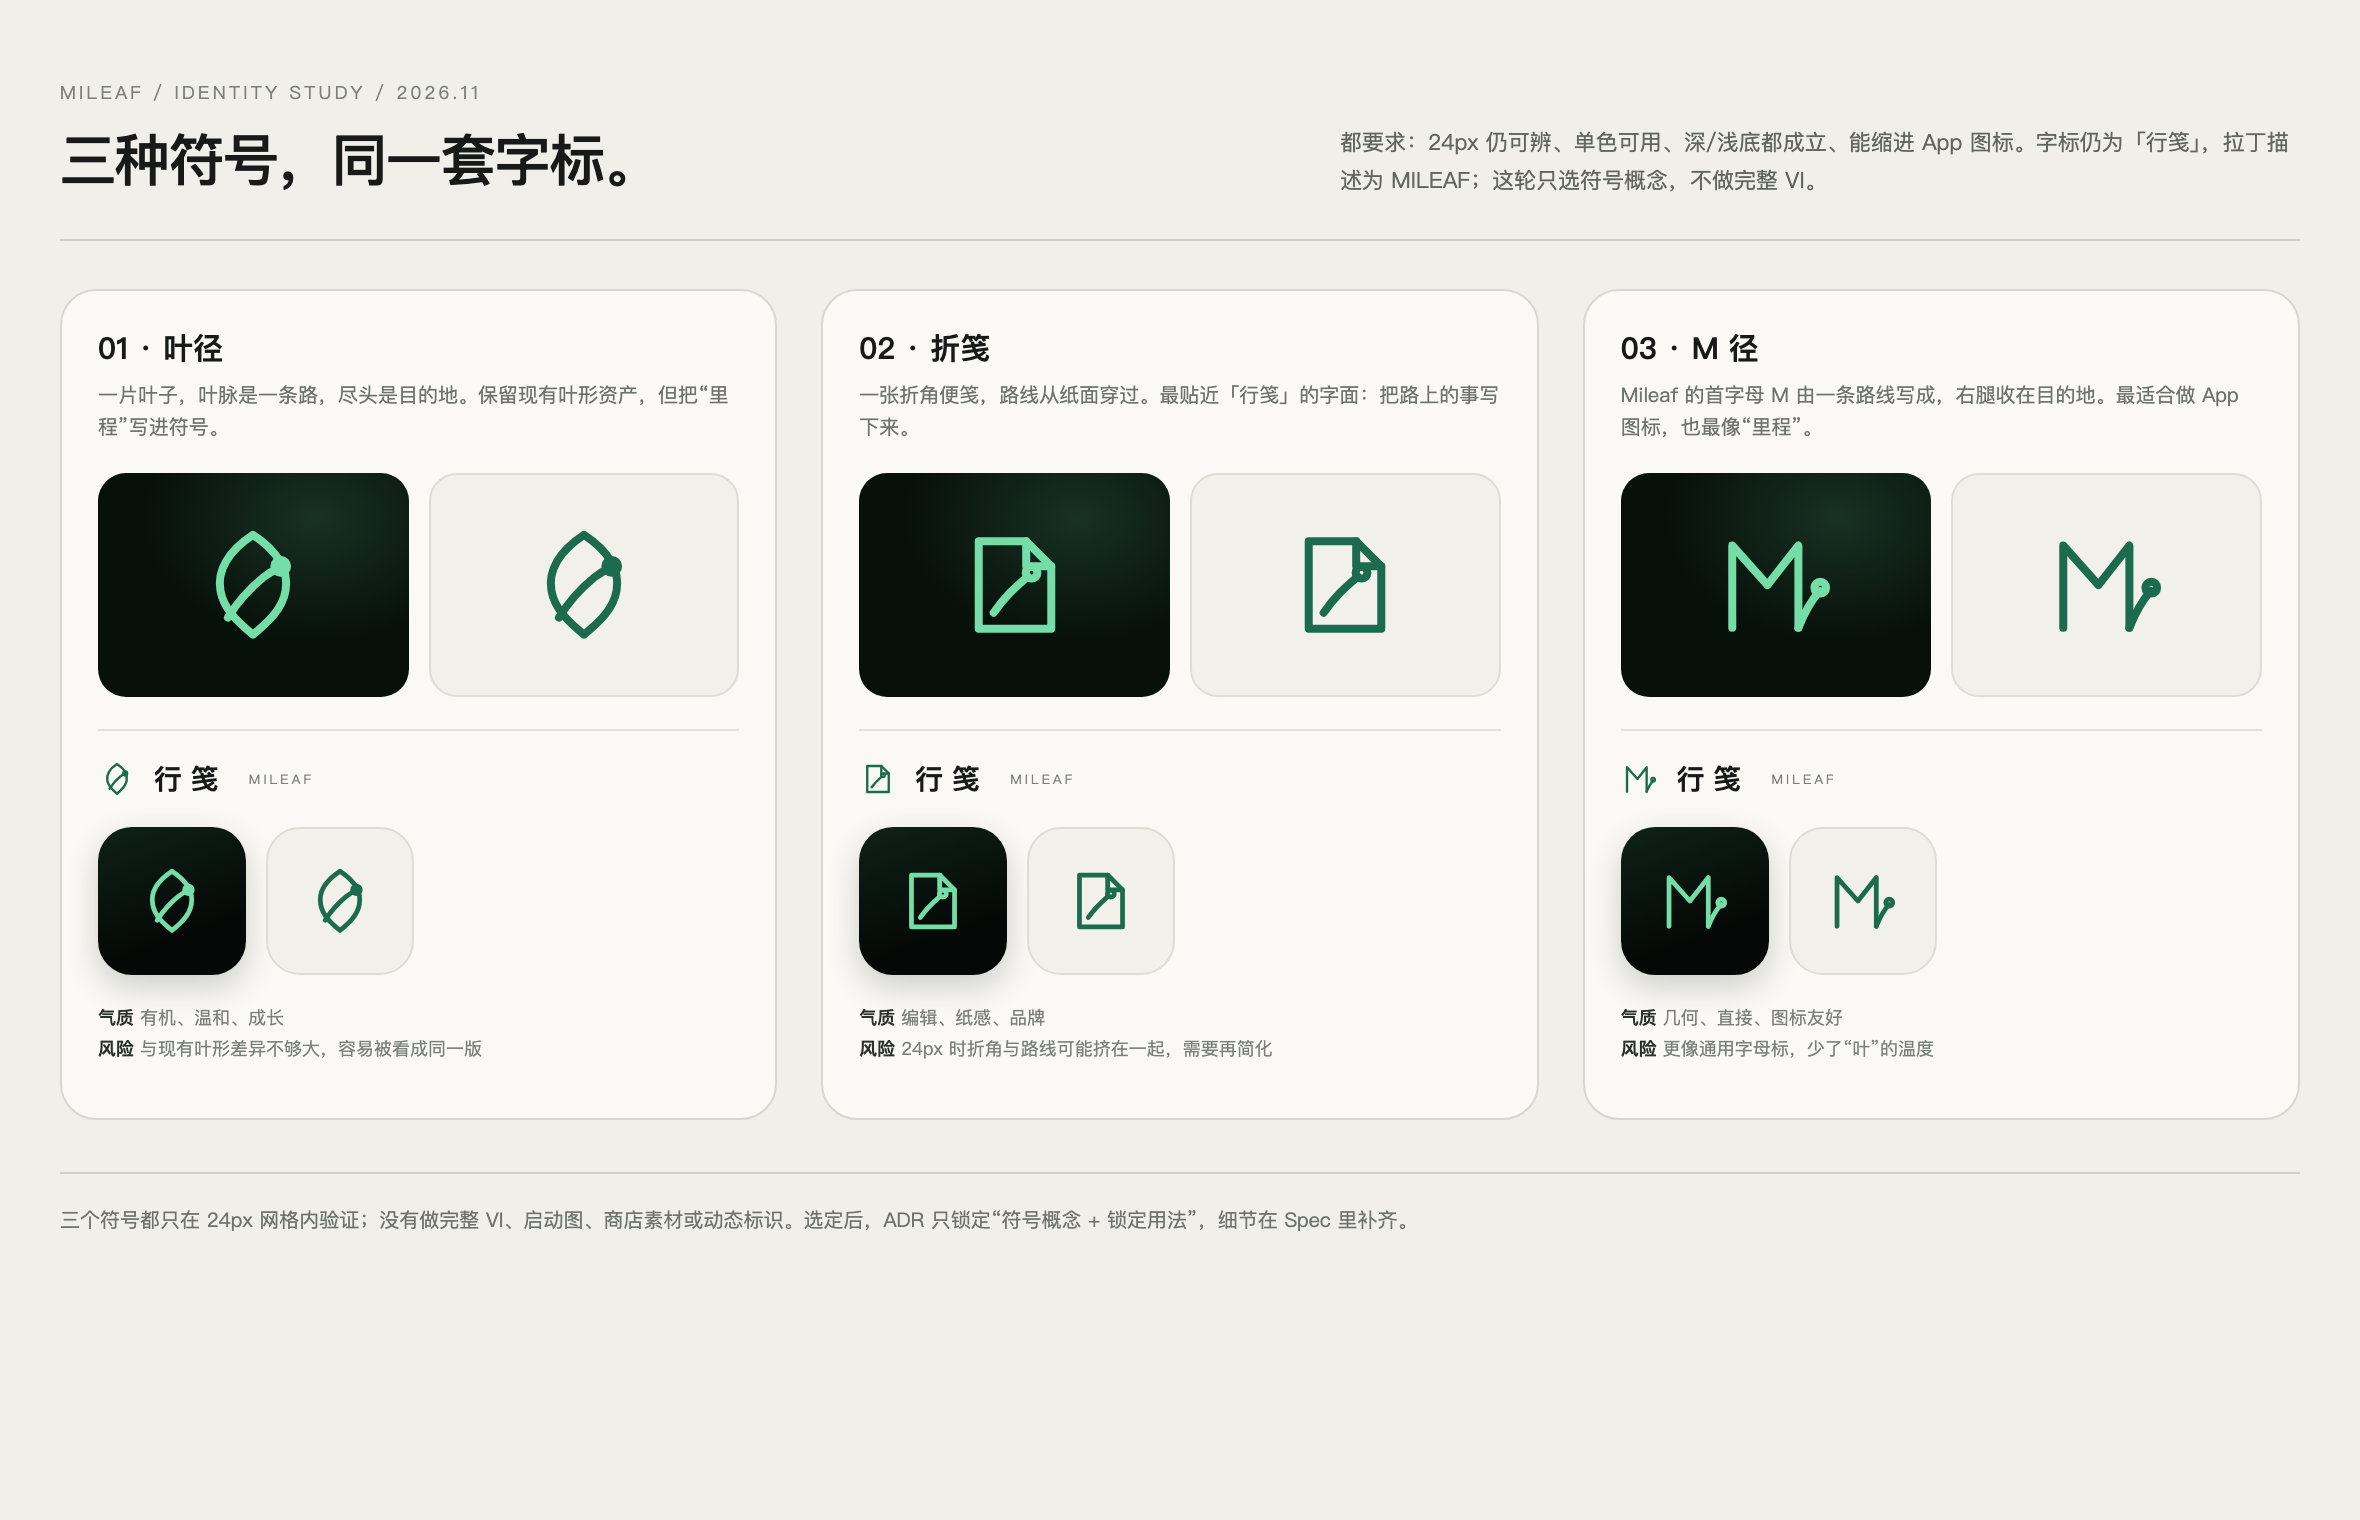 MILEAF / IDENTITY STUDY / 2026.11
三种符号，同一套字标。
都要求：24px 仍可辨、单色可用、深/浅底都成立、能缩进 App 图标。字标仍为「行笺」，拉丁描
述为 MILEAF；这轮只选符号概念，不做完整 VI。
01 · 叶径
一片叶子，叶脉是一条路，尽头是目的地。保留现有叶形资产，但把“里
程”写进符号。
行笺 MILEAF
气质 有机、温和、成长
风险 与现有叶形差异不够大，容易被看成同一版
02 · 折笺
一张折角便笺，路线从纸面穿过。最贴近「行笺」的字面：把路上的事写
下来。
行笺 MILEAF
气质 编辑、纸感、品牌
风险 24px 时折角与路线可能挤在一起，需要再简化
03 · M 径
Mileaf 的首字母 M 由一条路线写成，右腿收在目的地。最适合做 App
图标，也最像“里程”。
行笺 MILEAF
气质 几何、直接、图标友好
风险 更像通用字母标，少了“叶”的温度
三个符号都只在 24px 网格内验证；没有做完整 VI、启动图、商店素材或动态标识。选定后，ADR 只锁定“符号概念 + 锁定用法”，细节在 Spec 里补齐。